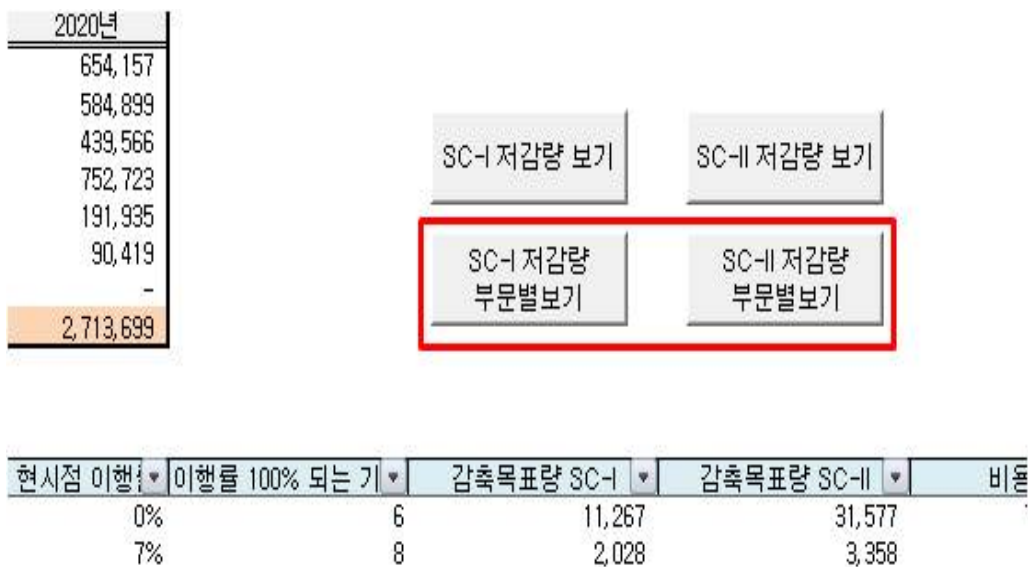 2020년
654,157
584,899
439,566
752,723
191,935
90,419
-
2,713,699
SC-I 저감량 보기
SC-II 저감량 보기
SC-I 저감량
부문별보기
SC-II 저감량
부문별보기
현시점 이행 이행률 100% 되는 기 감축목표량 SC-I 감축목표량 SC-II 비용
0% 6 11,267 31,577
7% 8 2,028 3,358